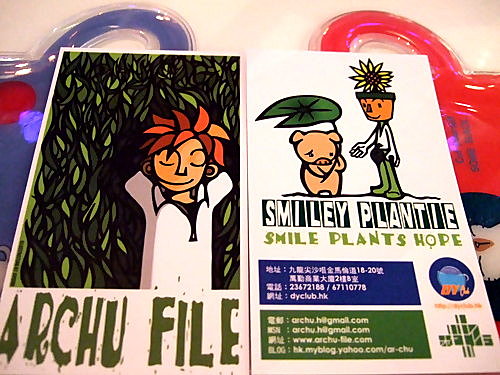 ARCHU FILE
SMILEY PLANTIE
SMILE PLANTS HOPE
地址：九龍尖沙咀金馬倫道18-20號
萬勤商業大廈2樓B室
電話：23672188 / 67110778
網址：dyclub.hk
DY
http://dyclub.hk
電郵：archu.h@gmail.com
MSN：archu.h@gmail.com
網址：www.archu-file.com
BLOG：hk.myblog.yahoo.com/ar-chu